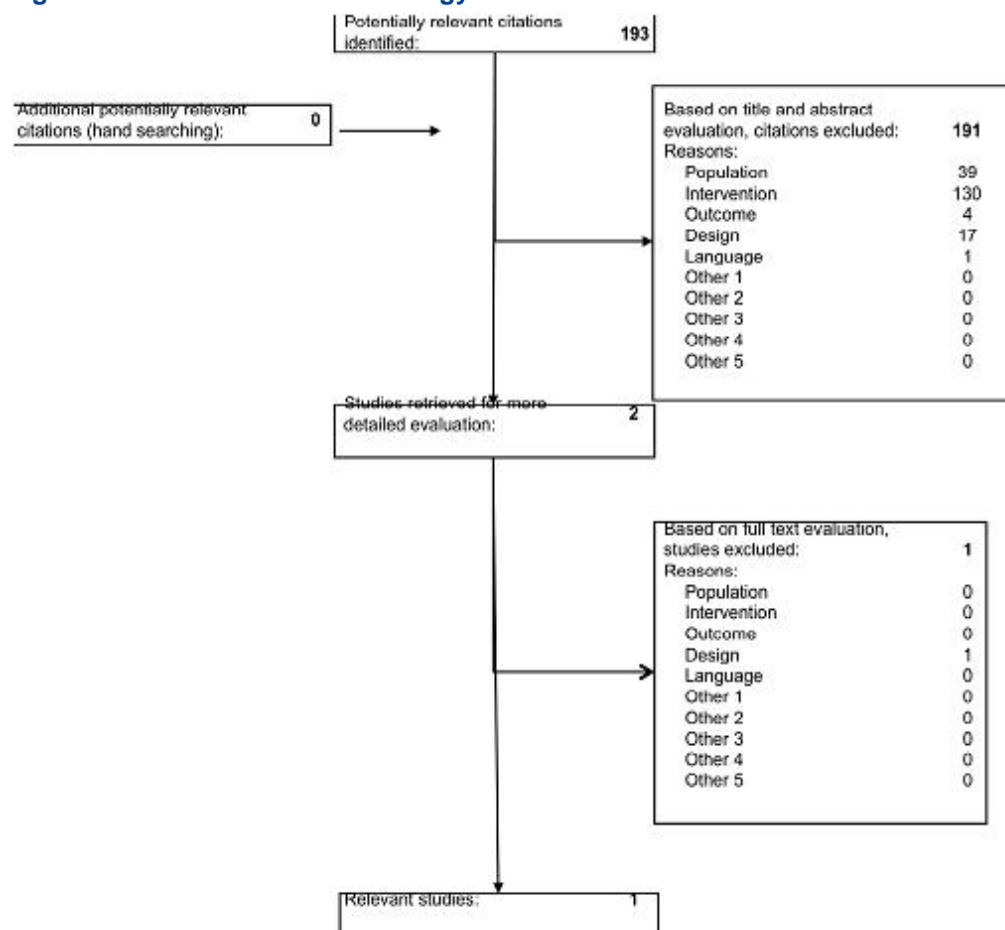 Potentially relevant citations
identified: 193
Additional potentially relevant
citations (hand searching): 0
Based on title and abstract
evaluation, citations excluded: 191
Reasons:
Population 39
Intervention 130
Outcome 4
Design 17
Language 1
Other 1 0
Other 2 0
Other 3 0
Other 4 0
Other 5 0
Studies retrieved for more
detailed evaluation: 2
Based on full text evaluation,
studies excluded: 1
Reasons:
Population 0
Intervention 0
Outcome 0
Design 1
Language 0
Other 1 0
Other 2 0
Other 3 0
Other 4 0
Other 5 0
Relevant studies: 1